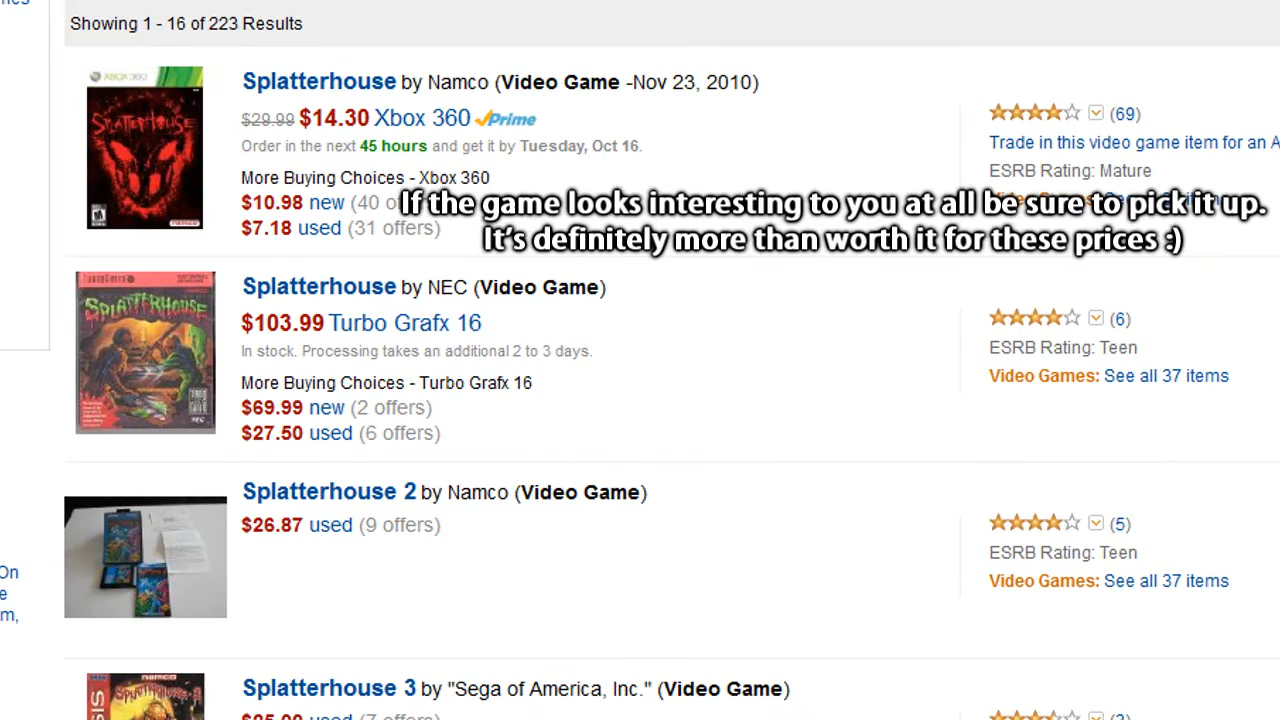 Showing 1 - 16 of 223 Results
XBOX 360
SPLATTERHOUSE
Splatterhouse by Namco (Video Game -Nov 23, 2010)
$29.99 $14.30 Xbox 360 Prime
Order in the next 45 hours and get it by Tuesday, Oct 16.
More Buying Choices - Xbox 360
$10.98 new (40 o
$7.18 used (31 offers)
(69)
Trade in this video game item for an A
ESRB Rating: Mature
If the game looks interesting to you at all be sure to pick it up.
It's definitely more than worth it for these prices :)
SPLATTERHOUSE
Splatterhouse by NEC (Video Game)
$103.99 Turbo Grafx 16
In stock. Processing takes an additional 2 to 3 days.
More Buying Choices - Turbo Grafx 16
$69.99 new (2 offers)
$27.50 used (6 offers)
(6)
ESRB Rating: Teen
Video Games: See all 37 items
Splatterhouse 2 by Namco (Video Game)
$26.87 used (9 offers)
(5)
ESRB Rating: Teen
Video Games: See all 37 items
On
e
m,
namco
SPLATTERHOUSE
Splatterhouse 3 by "Sega of America, Inc." (Video Game)